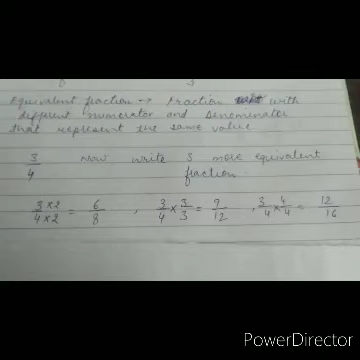 Equivalent fraction → Fraction with
different numerator and Denominator
that represent the same value
3/4 Now write 3 more equivalent
fraction
3×2/4×2 = 6/8 , 3/4 × 3/3 = 9/12 , 3/4 × 4/4 = 12/16
PowerDirector